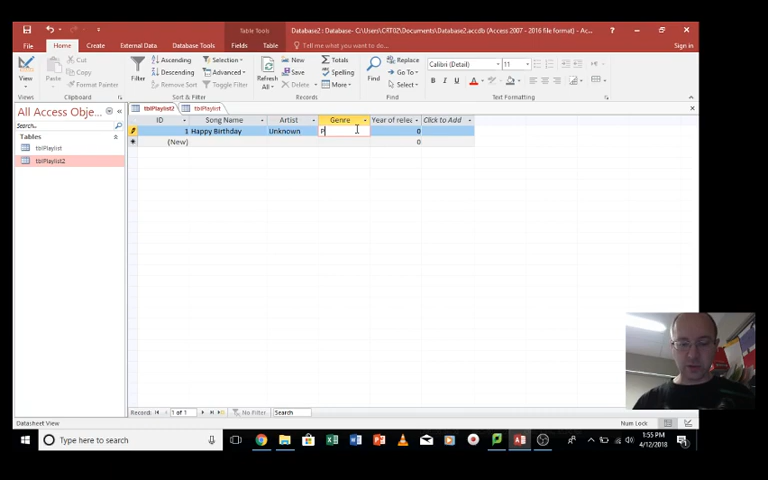 Table Tools
Database2 : Database- C:\Users\CRT02\Documents\Database2.accdb (Access 2007 - 2016 file format) - Ac...
File Home Create External Data Database Tools Fields Table Tell me what you want to do... Sign in
View
Views
Paste
Cut
Copy
Format Painter
Clipboard
Filter
Ascending
Descending
Remove Sort
Selection
Advanced
Toggle Filter
Sort & Filter
Refresh All
New
Save
Delete
Totals
Spelling
More
Records
Find
Replace
Go To
Select
Find
Calibri (Detail) 11
B I U A
Text Formatting
All Access Obje...
Search...
Tables
tblPlaylist
tblPlaylist2
tblPlaylist2 tblPlaylist
ID Song Name Artist Genre Year of relea Click to Add
1 Happy Birthday Unknown P 0
(New) 0
Record: 1 of 1 No Filter Search
Datasheet View Num Lock
Type here to search
1:55 PM
4/12/2018